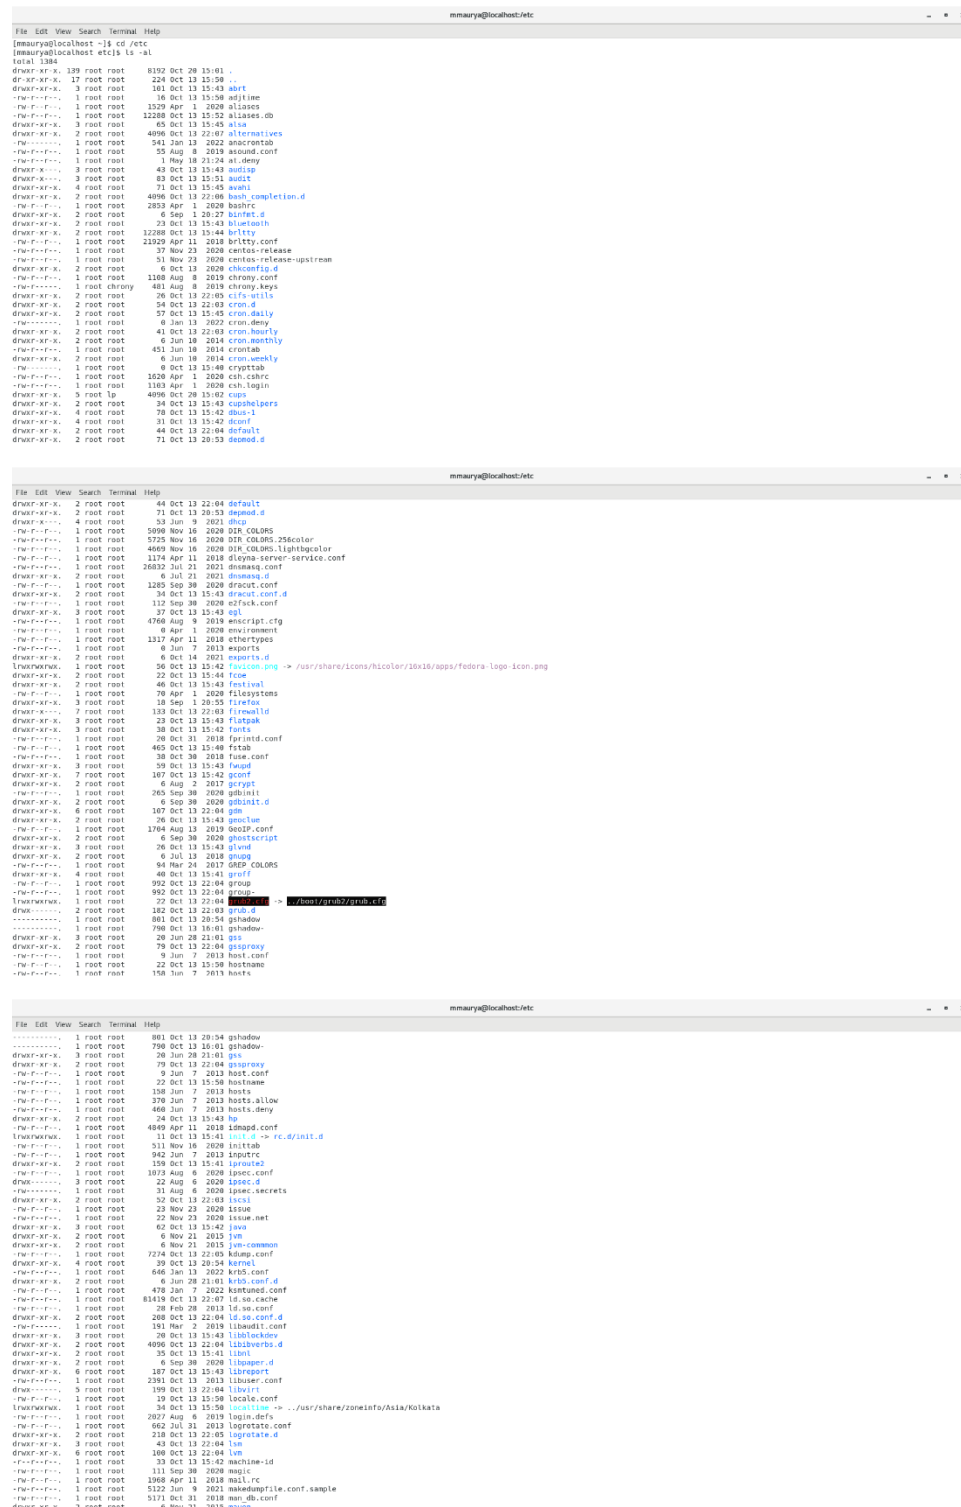 mmaurya@localhost:/etc
File Edit View Search Terminal Help
[mmaurya@localhost ~]$ cd /etc
[mmaurya@localhost etc]$ ls -al
total 1384
drwxr-xr-x. 139 root root 8192 Oct 20 15:01 .
dr-xr-xr-x. 17 root root 224 Oct 13 15:50 ..
drwxr-xr-x. 3 root root 101 Oct 13 15:43 abrt
-rw-r--r--. 1 root root 16 Oct 13 15:50 adjtime
-rw-r--r--. 1 root root 1529 Apr 1 2020 aliases
-rw-r--r--. 1 root root 12288 Oct 13 15:52 aliases.db
drwxr-xr-x. 3 root root 65 Oct 13 15:45 alsa
drwxr-xr-x. 2 root root 4096 Oct 13 22:07 alternatives
-rw-------. 1 root root 541 Jan 13 2022 anacrontab
-rw-r--r--. 1 root root 55 Aug 8 2019 asound.conf
-rw-r--r--. 1 root root 1 May 18 21:24 at.deny
drwxr-x---. 3 root root 43 Oct 13 15:43 audisp
drwxr-x---. 3 root root 83 Oct 13 15:51 audit
drwxr-xr-x. 4 root root 71 Oct 13 15:45 avahi
drwxr-xr-x. 2 root root 4096 Oct 13 22:06 bash_completion.d
-rw-r--r--. 1 root root 2853 Apr 1 2020 bashrc
drwxr-xr-x. 2 root root 6 Sep 1 20:27 binfmt.d
drwxr-xr-x. 2 root root 23 Oct 13 15:43 bluetooth
drwxr-xr-x. 2 root root 12288 Oct 13 15:44 brltty
-rw-r--r--. 1 root root 21929 Apr 11 2018 brltty.conf
-rw-r--r--. 1 root root 37 Nov 23 2020 centos-release
-rw-r--r--. 1 root root 51 Nov 23 2020 centos-release-upstream
drwxr-xr-x. 2 root root 6 Oct 13 2020 chkconfig.d
-rw-r--r--. 1 root root 1108 Aug 8 2019 chrony.conf
-rw-r-----. 1 root chrony 481 Aug 8 2019 chrony.keys
drwxr-xr-x. 2 root root 26 Oct 13 22:05 cifs-utils
drwxr-xr-x. 2 root root 54 Oct 13 22:03 cron.d
drwxr-xr-x. 2 root root 57 Oct 13 15:45 cron.daily
-rw-------. 1 root root 0 Jan 13 2022 cron.deny
drwxr-xr-x. 2 root root 41 Oct 13 22:03 cron.hourly
drwxr-xr-x. 2 root root 6 Jun 10 2014 cron.monthly
-rw-r--r--. 1 root root 451 Jun 10 2014 crontab
drwxr-xr-x. 2 root root 6 Jun 10 2014 cron.weekly
-rw-------. 1 root root 0 Oct 13 15:40 crypttab
-rw-r--r--. 1 root root 1620 Apr 1 2020 csh.cshrc
-rw-r--r--. 1 root root 1103 Apr 1 2020 csh.login
drwxr-xr-x. 5 root lp 4096 Oct 20 15:02 cups
drwxr-xr-x. 2 root root 34 Oct 13 15:43 cupshelpers
drwxr-xr-x. 4 root root 78 Oct 13 15:42 dbus-1
drwxr-xr-x. 4 root root 31 Oct 13 15:42 dconf
drwxr-xr-x. 2 root root 44 Oct 13 22:04 default
drwxr-xr-x. 2 root root 71 Oct 13 20:53 depmod.d
mmaurya@localhost:/etc
File Edit View Search Terminal Help
drwxr-xr-x. 2 root root 44 Oct 13 22:04 default
drwxr-xr-x. 2 root root 71 Oct 13 20:53 depmod.d
drwxr-x---. 4 root root 53 Jun 9 2021 dhcp
-rw-r--r--. 1 root root 5090 Nov 16 2020 DIR_COLORS
-rw-r--r--. 1 root root 5725 Nov 16 2020 DIR_COLORS.256color
-rw-r--r--. 1 root root 4669 Nov 16 2020 DIR_COLORS.lightbgcolor
-rw-r--r--. 1 root root 1174 Apr 11 2018 dleyna-server-service.conf
-rw-r--r--. 1 root root 26832 Jul 21 2021 dnsmasq.conf
drwxr-xr-x. 2 root root 6 Jul 21 2021 dnsmasq.d
-rw-r--r--. 1 root root 1285 Sep 30 2020 dracut.conf
drwxr-xr-x. 2 root root 34 Oct 13 15:43 dracut.conf.d
-rw-r--r--. 1 root root 112 Sep 30 2020 e2fsck.conf
drwxr-xr-x. 3 root root 37 Oct 13 15:43 egl
-rw-r--r--. 1 root root 4760 Aug 9 2019 enscript.cfg
-rw-r--r--. 1 root root 0 Apr 1 2020 environment
-rw-r--r--. 1 root root 1317 Apr 11 2018 ethertypes
-rw-r--r--. 1 root root 0 Jun 7 2013 exports
drwxr-xr-x. 2 root root 6 Oct 14 2021 exports.d
lrwxrwxrwx. 1 root root 56 Oct 13 15:42 favicon.png -> /usr/share/icons/hicolor/16x16/apps/fedora-logo-icon.png
drwxr-xr-x. 2 root root 22 Oct 13 15:44 fcoe
drwxr-xr-x. 2 root root 46 Oct 13 15:43 festival
-rw-r--r--. 1 root root 70 Apr 1 2020 filesystems
drwxr-xr-x. 3 root root 18 Sep 1 20:55 firefox
drwxr-x---. 7 root root 133 Oct 13 22:03 firewalld
drwxr-xr-x. 3 root root 23 Oct 13 15:43 flatpak
drwxr-xr-x. 3 root root 38 Oct 13 15:42 fonts
-rw-r--r--. 1 root root 20 Oct 31 2018 fprintd.conf
-rw-r--r--. 1 root root 465 Oct 13 15:40 fstab
-rw-r--r--. 1 root root 38 Oct 30 2018 fuse.conf
drwxr-xr-x. 3 root root 59 Oct 13 15:43 fwupd
drwxr-xr-x. 7 root root 107 Oct 13 15:42 gconf
drwxr-xr-x. 2 root root 6 Aug 2 2017 gcrypt
-rw-r--r--. 1 root root 265 Sep 30 2020 gdbinit
drwxr-xr-x. 2 root root 6 Sep 30 2020 gdbinit.d
drwxr-xr-x. 6 root root 107 Oct 13 22:04 gdm
drwxr-xr-x. 2 root root 26 Oct 13 15:43 geoclue
-rw-r--r--. 1 root root 1704 Aug 13 2019 GeoIP.conf
drwxr-xr-x. 2 root root 6 Sep 30 2020 ghostscript
drwxr-xr-x. 3 root root 26 Oct 13 15:43 glvnd
drwxr-xr-x. 2 root root 6 Jul 13 2018 gnupg
-rw-r--r--. 1 root root 94 Mar 24 2017 GREP_COLORS
drwxr-xr-x. 4 root root 40 Oct 13 15:41 groff
-rw-r--r--. 1 root root 992 Oct 13 22:04 group
-rw-r--r--. 1 root root 992 Oct 13 22:04 group-
lrwxrwxrwx. 1 root root 22 Oct 13 22:04 grub2.cfg -> ../boot/grub2/grub.cfg
drwx------. 2 root root 182 Oct 13 22:03 grub.d
----------. 1 root root 801 Oct 13 20:54 gshadow
----------. 1 root root 790 Oct 13 16:01 gshadow-
drwxr-xr-x. 3 root root 20 Jun 28 21:01 gss
drwxr-xr-x. 2 root root 79 Oct 13 22:04 gssproxy
-rw-r--r--. 1 root root 9 Jun 7 2013 host.conf
-rw-r--r--. 1 root root 22 Oct 13 15:50 hostname
-rw-r--r--. 1 root root 158 Jun 7 2013 hosts
mmaurya@localhost:/etc
File Edit View Search Terminal Help
----------. 1 root root 801 Oct 13 20:54 gshadow
----------. 1 root root 790 Oct 13 16:01 gshadow-
drwxr-xr-x. 3 root root 20 Jun 28 21:01 gss
drwxr-xr-x. 2 root root 79 Oct 13 22:04 gssproxy
-rw-r--r--. 1 root root 9 Jun 7 2013 host.conf
-rw-r--r--. 1 root root 22 Oct 13 15:50 hostname
-rw-r--r--. 1 root root 158 Jun 7 2013 hosts
-rw-r--r--. 1 root root 370 Jun 7 2013 hosts.allow
-rw-r--r--. 1 root root 460 Jun 7 2013 hosts.deny
drwxr-xr-x. 2 root root 24 Oct 13 15:43 hp
-rw-r--r--. 1 root root 4849 Apr 11 2018 idmapd.conf
lrwxrwxrwx. 1 root root 11 Oct 13 15:41 init.d -> rc.d/init.d
-rw-r--r--. 1 root root 511 Nov 16 2020 inittab
-rw-r--r--. 1 root root 942 Jun 7 2013 inputrc
drwxr-xr-x. 2 root root 159 Oct 13 15:41 iproute2
-rw-r--r--. 1 root root 1073 Aug 6 2020 ipsec.conf
drwx------. 3 root root 22 Aug 6 2020 ipsec.d
-rw-------. 1 root root 31 Aug 6 2020 ipsec.secrets
drwxr-xr-x. 2 root root 52 Oct 13 22:03 iscsi
-rw-r--r--. 1 root root 23 Nov 23 2020 issue
-rw-r--r--. 1 root root 22 Nov 23 2020 issue.net
drwxr-xr-x. 3 root root 62 Oct 13 15:42 java
drwxr-xr-x. 2 root root 6 Nov 21 2015 jvm
drwxr-xr-x. 2 root root 6 Nov 21 2015 jvm-commmon
-rw-r--r--. 1 root root 7274 Oct 13 22:05 kdump.conf
drwxr-xr-x. 4 root root 39 Oct 13 20:54 kernel
-rw-r--r--. 1 root root 646 Jan 13 2022 krb5.conf
drwxr-xr-x. 2 root root 6 Jun 28 21:01 krb5.conf.d
-rw-r--r--. 1 root root 478 Jan 7 2022 ksmtuned.conf
-rw-r--r--. 1 root root 81419 Oct 13 22:07 ld.so.cache
-rw-r--r--. 1 root root 28 Feb 28 2013 ld.so.conf
drwxr-xr-x. 2 root root 208 Oct 13 22:04 ld.so.conf.d
-rw-r-----. 1 root root 191 Mar 2 2019 libaudit.conf
drwxr-xr-x. 3 root root 20 Oct 13 15:43 libblockdev
drwxr-xr-x. 2 root root 4096 Oct 13 22:04 libibverbs.d
drwxr-xr-x. 2 root root 35 Oct 13 15:41 libnl
drwxr-xr-x. 2 root root 6 Sep 30 2020 libpaper.d
drwxr-xr-x. 6 root root 187 Oct 13 15:43 libreport
-rw-r--r--. 1 root root 2391 Oct 13 2013 libuser.conf
drwx------. 5 root root 199 Oct 13 22:04 libvirt
-rw-r--r--. 1 root root 19 Oct 13 15:50 locale.conf
lrwxrwxrwx. 1 root root 34 Oct 13 15:50 localtime -> ../usr/share/zoneinfo/Asia/Kolkata
-rw-r--r--. 1 root root 2027 Aug 6 2019 login.defs
-rw-r--r--. 1 root root 662 Jul 31 2013 logrotate.conf
drwxr-xr-x. 2 root root 218 Oct 13 22:05 logrotate.d
drwxr-xr-x. 3 root root 43 Oct 13 22:04 lsm
drwxr-xr-x. 6 root root 100 Oct 13 22:04 lvm
-r--r--r--. 1 root root 33 Oct 13 15:42 machine-id
-rw-r--r--. 1 root root 111 Sep 30 2020 magic
-rw-r--r--. 1 root root 1968 Apr 11 2018 mail.rc
-rw-r--r--. 1 root root 5122 Jun 9 2021 makedumpfile.conf.sample
-rw-r--r--. 1 root root 5171 Oct 31 2018 man_db.conf
drwxr-xr-x. 2 root root 6 Nov 21 2015 maven